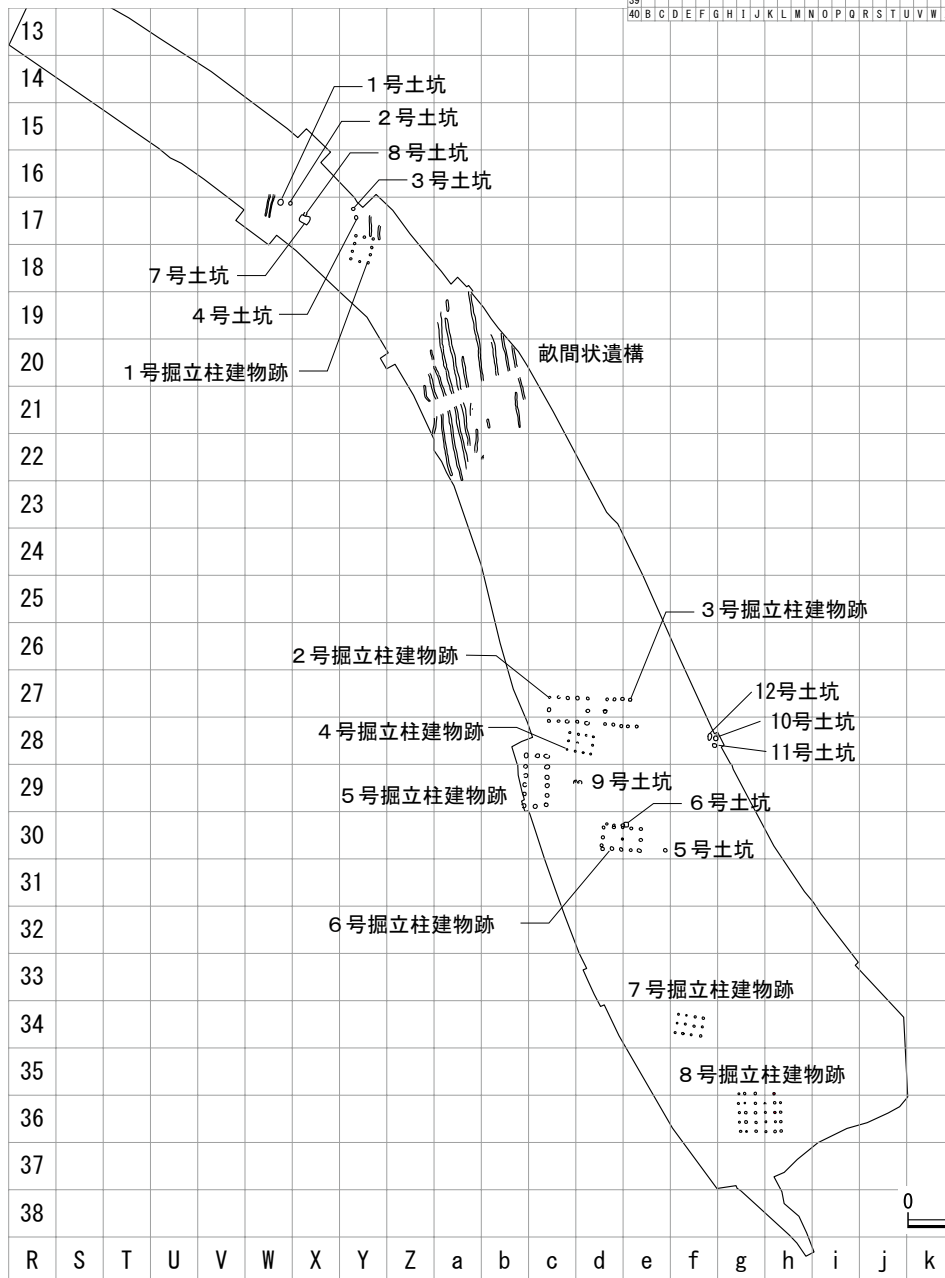 39
40 B C D E F G H I J K L M N O P Q R S T U V W
13
14
1号土坑
15
2号土坑
8号土坑
16
3号土坑
17
18
7号土坑
19
4号土坑
畝間状遺構
20
1号掘立柱建物跡
21
22
23
24
25
3号掘立柱建物跡
26
2号掘立柱建物跡
27
12号土坑
10号土坑
4号掘立柱建物跡
28
11号土坑
29
9号土坑
5号掘立柱建物跡
6号土坑
30
5号土坑
31
32
6号掘立柱建物跡
33
7号掘立柱建物跡
34
35
8号掘立柱建物跡
36
37
0
38
R S T U V W X Y Z a b c d e f g h i j k